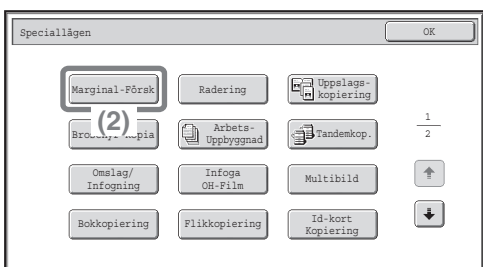 Speciallägen
OK
Marginal-Försk
Radering
Uppslags-
kopiering
(2)
Arbets-
Uppbyggnad
Tandemkop.
1
2
Omslag/
Infogning
Infoga
OH-Film
Multibild
Bokkopiering
Flikkopiering
Id-kort
Kopiering